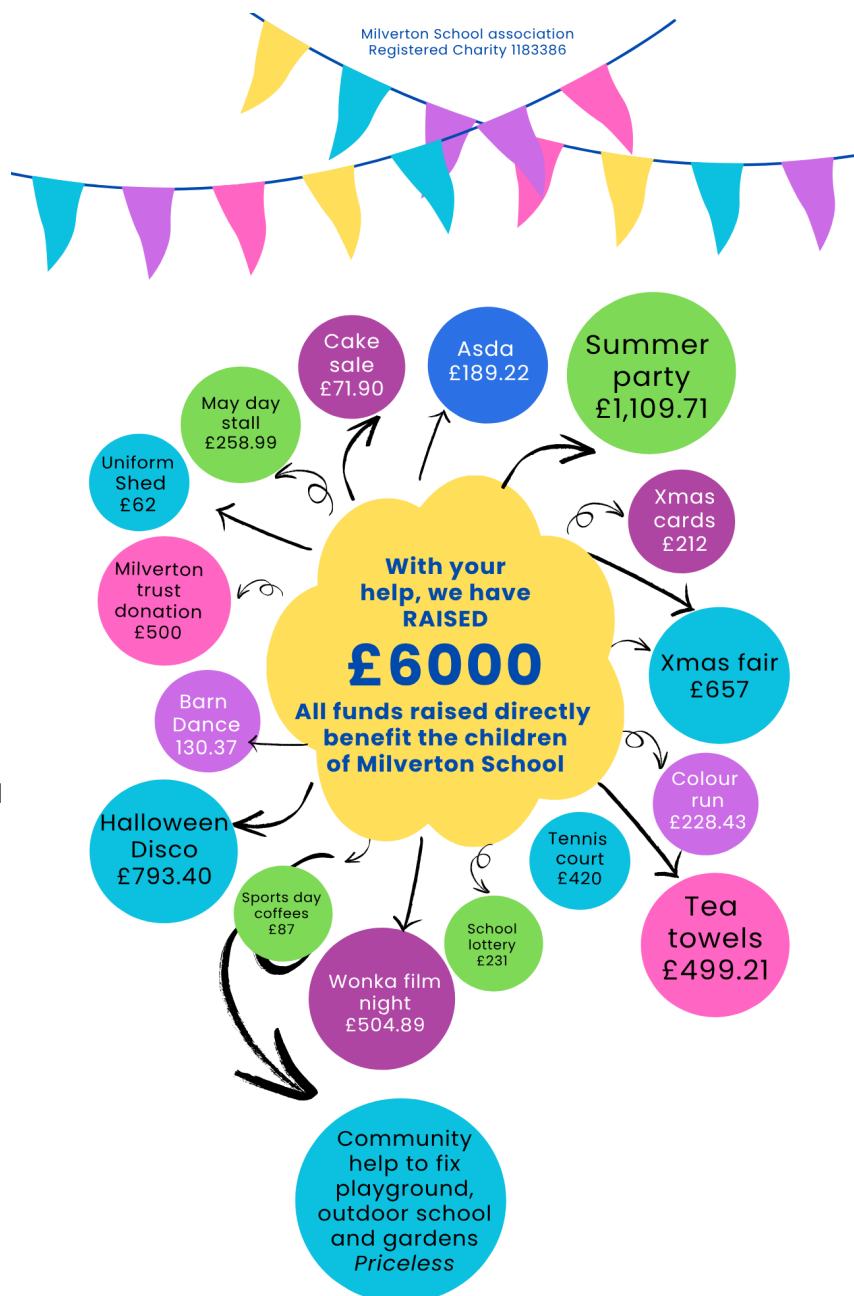 Milverton School association
Registered Charity 1183386
Cake
sale
£71.90
Asda
£189.22
Summer
party
£1,109.71
May day
stall
£258.99
Uniform
Shed
£62
Xmas
cards
£212
Milverton
trust
donation
£500
With your
help, we have
RAISED
£6000
All funds raised directly
benefit the children
of Milverton School
Xmas fair
£657
Barn
Dance
130.37
Colour
run
£228.43
Halloween
Disco
£793.40
Tennis
court
£420
Sports day
coffees
£87
School
lottery
£231
Tea
towels
£499.21
Wonka film
night
£504.89
Community
help to fix
playground,
outdoor school
and gardens
Priceless